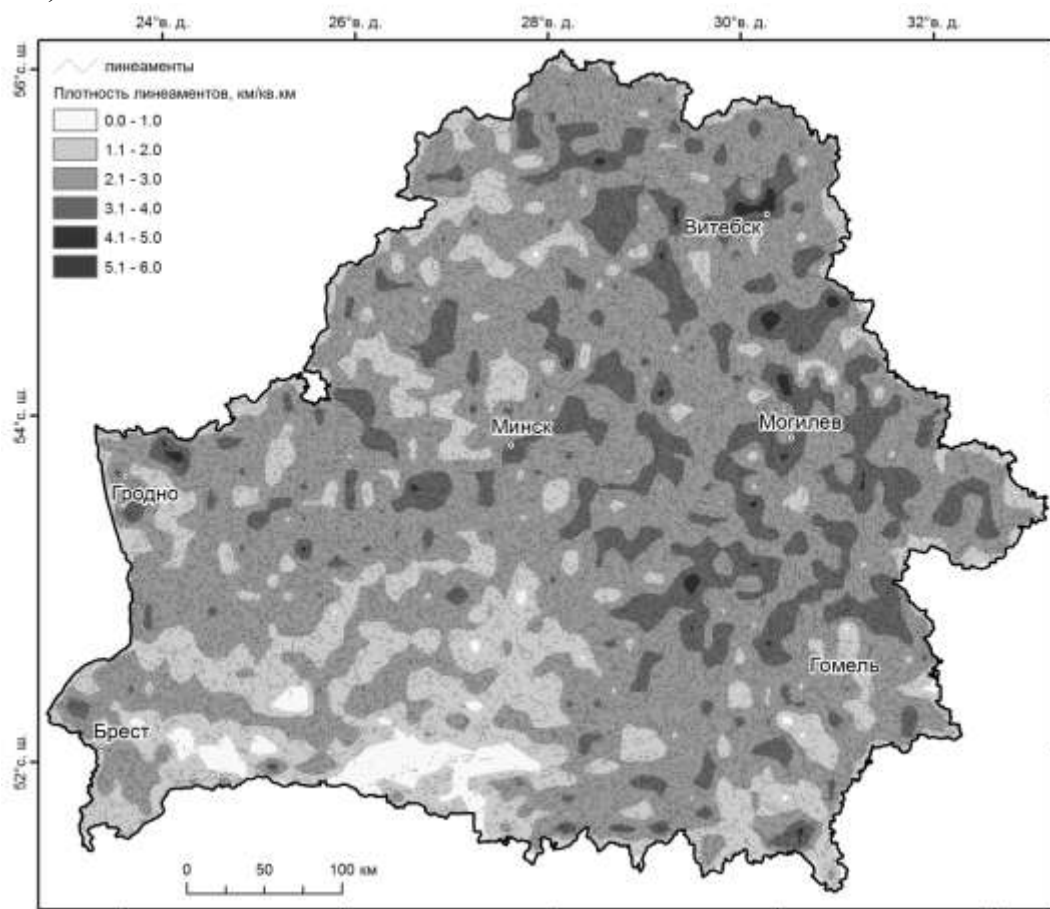 24°в. д. 26°в. д. 28°в. д. 30°в. д. 32°в. д.
56°с. ш.
линеаменты
Плотность линеаментов, км/кв.км
0.0 - 1.0
1.1 - 2.0
2.1 - 3.0
3.1 - 4.0
4.1 - 5.0
5.1 - 6.0
Витебск
54°с. ш.
Минск
Могилев
Гродно
Гомель
Брест
52°с. ш.
0 50 100 км